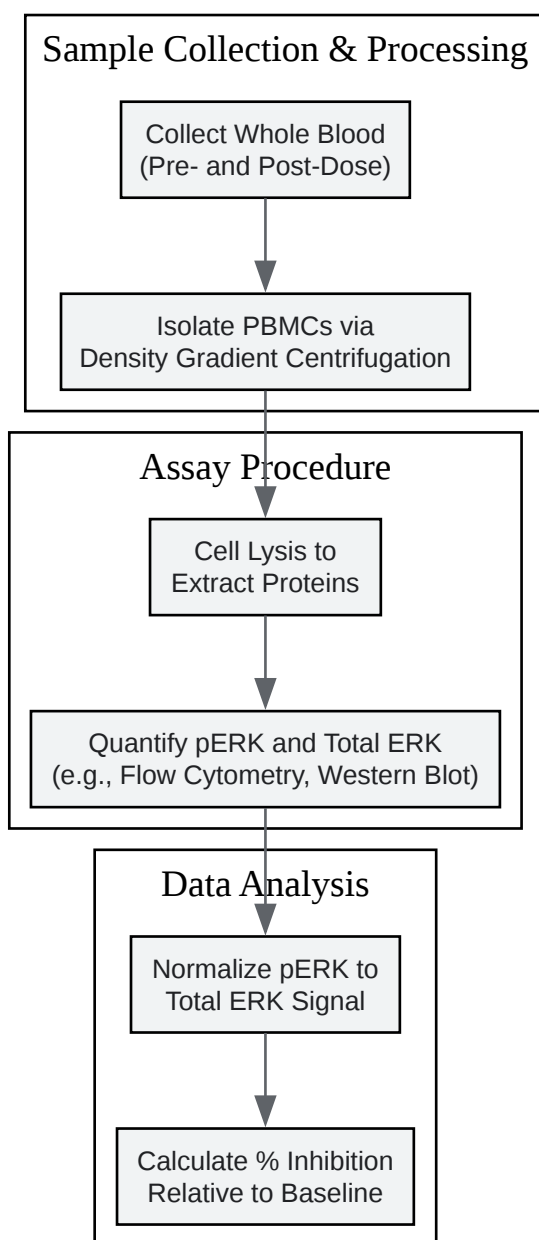 Sample Collection & Processing
Collect Whole Blood
(Pre- and Post-Dose)
Isolate PBMCs via
Density Gradient Centrifugation
Assay Procedure
Cell Lysis to
Extract Proteins
Quantify pERK and Total ERK
(e.g., Flow Cytometry, Western Blot)
Data Analysis
Normalize pERK to
Total ERK Signal
Calculate % Inhibition
Relative to Baseline